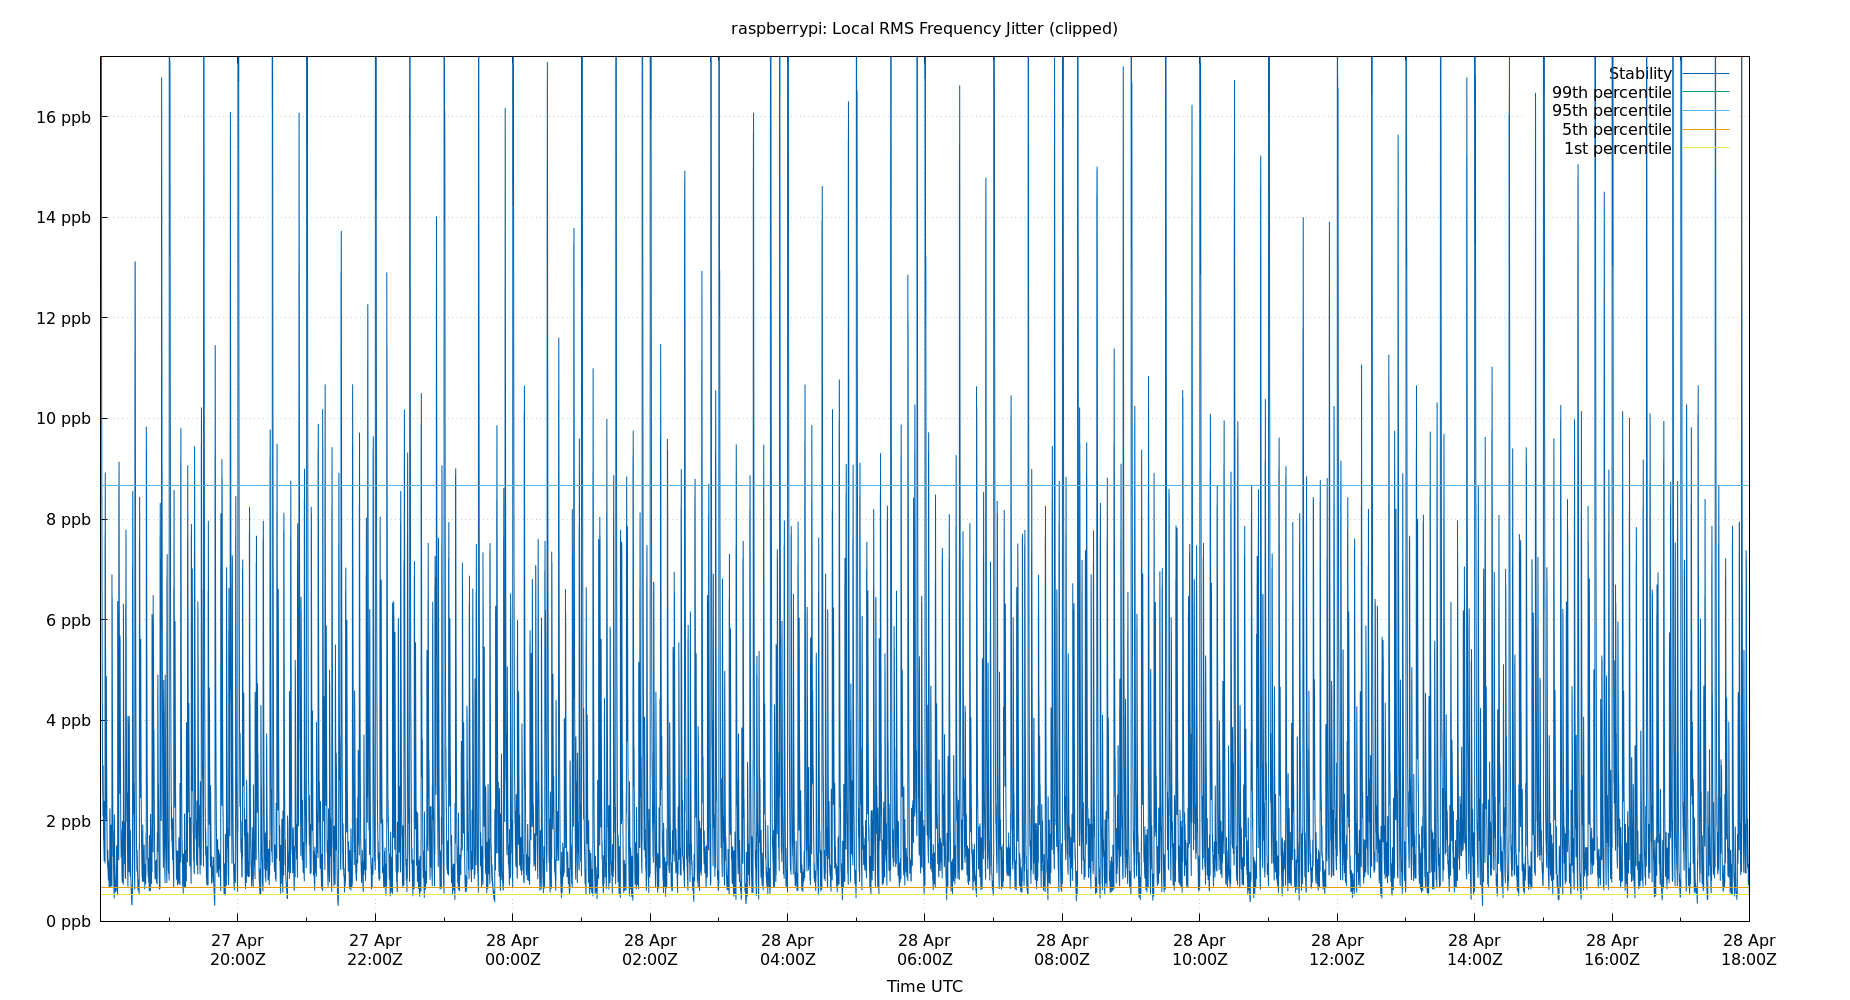 raspberrypi: Local RMS Frequency Jitter (clipped)
Stability
99th percentile
95th percentile
5th percentile
1st percentile
16 ppb
14 ppb
12 ppb
10 ppb
8 ppb
6 ppb
4 ppb
2 ppb
0 ppb
27 Apr 27 Apr 28 Apr 28 Apr 28 Apr 28 Apr 28 Apr 28 Apr 28 Apr 28 Apr 28 Apr 28 Apr
20:00Z 22:00Z 00:00Z 02:00Z 04:00Z 06:00Z 08:00Z 10:00Z 12:00Z 14:00Z 16:00Z 18:00Z
Time UTC